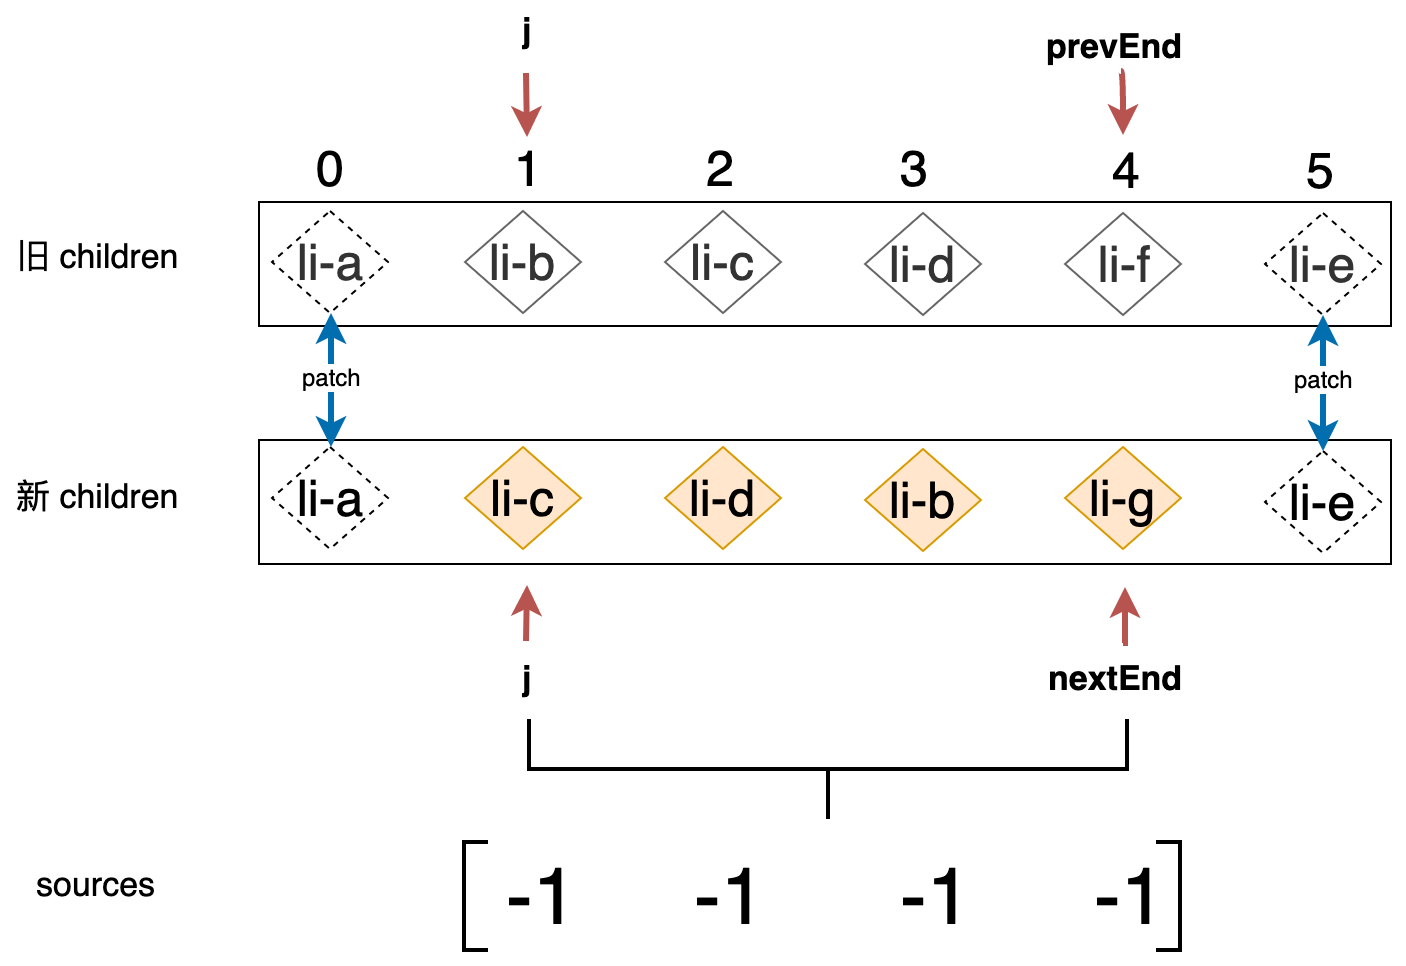 j
prevEnd
0 1 2 3 4 5
旧 children
li-a li-b li-c li-d li-f li-e
patch patch
新 children
li-a li-c li-d li-b li-g li-e
j
nextEnd
sources
-1 -1 -1 -1